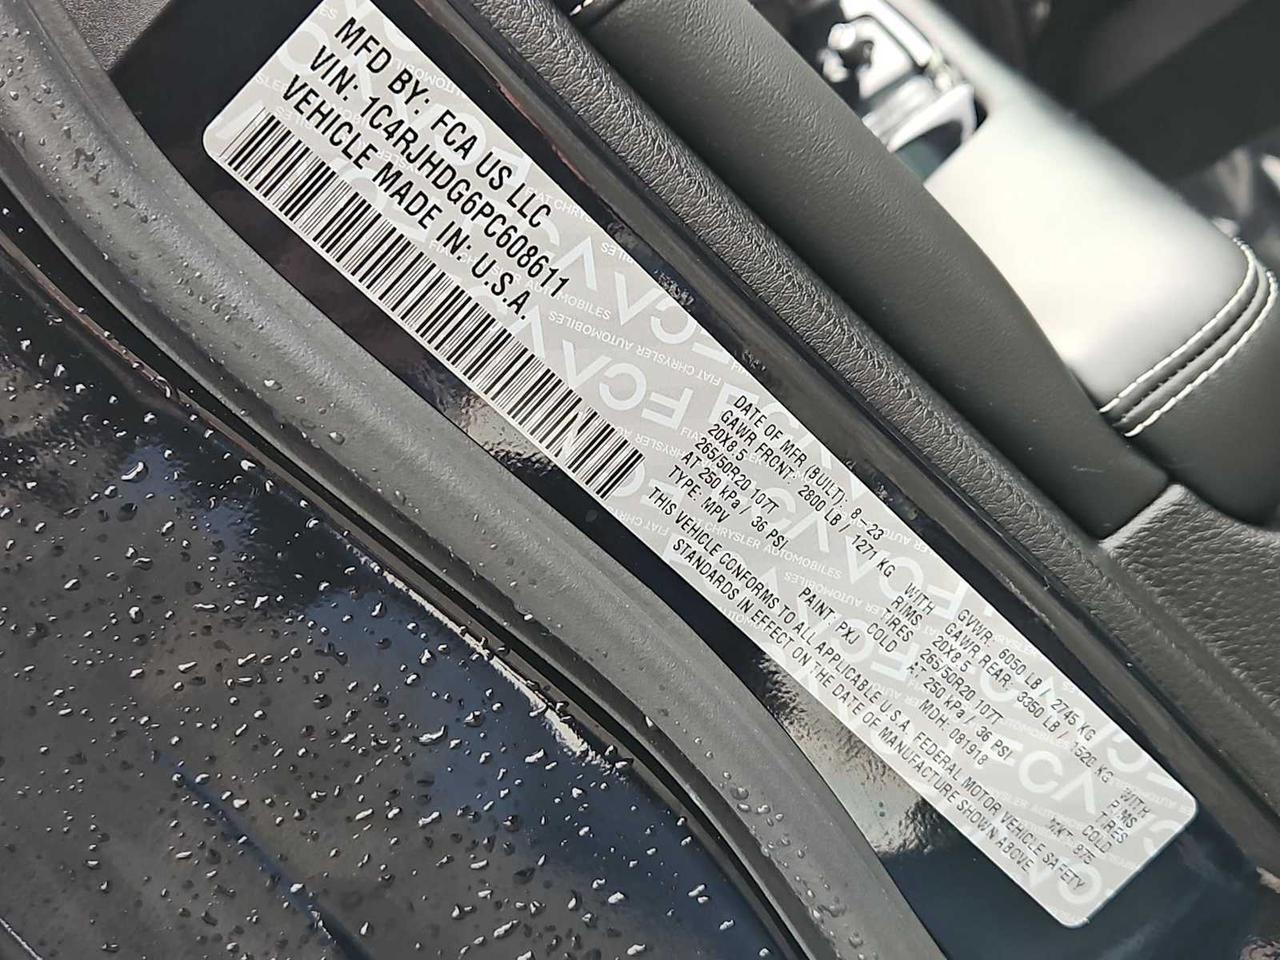 MFD BY: FCA US LLC
VIN: 1C4RJHDG6PC608611
VEHICLE MADE IN: U.S.A.
DATE OF MFR (BUILT): 8-23 GVWR: 6050 LB / 2745 KG
GAWR FRONT: 2800 LB / 1271 KG WITH GAWR REAR: 3350 LB / 1520 KG WITH
20X8.5 RIMS 20X8.5 RIMS
265/50R20 107T TIRES 265/50R20 107T TIRES
AT 250 kPa / 36 PSI COLD AT 250 kPa / 36 PSI COLD
TYPE: MPV PAINT: PXJ MDH: 081918
THIS VEHICLE CONFORMS TO ALL APPLICABLE U.S.A. FEDERAL MOTOR VEHICLE SAFETY
STANDARDS IN EFFECT ON THE DATE OF MANUFACTURE SHOWN ABOVE
FCA
FIAT CHRYSLER AUTOMOBILES